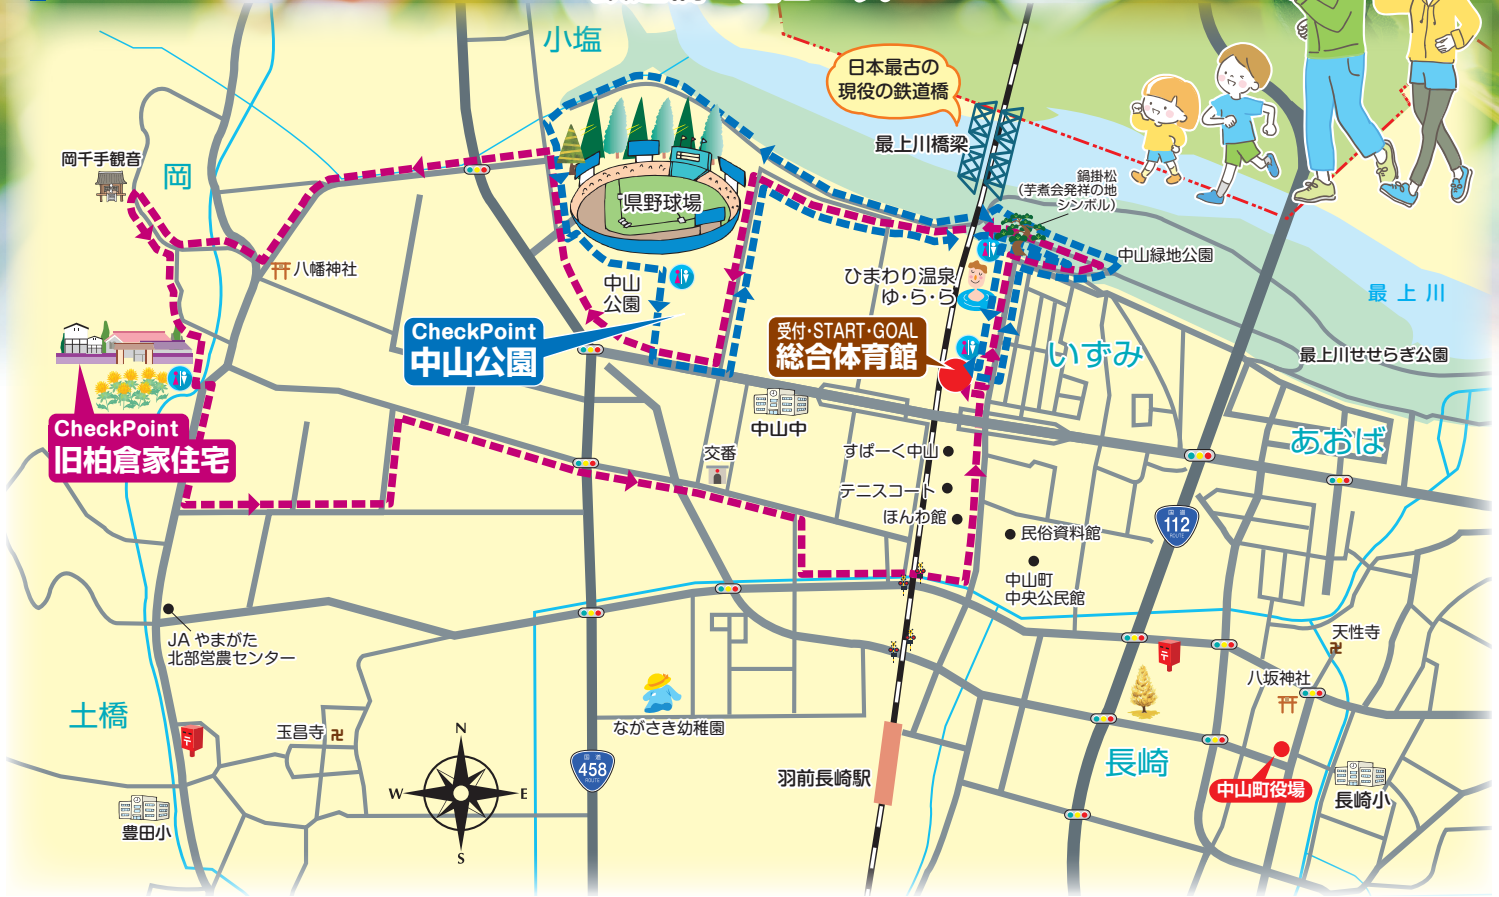 小塩
日本最古の
現役の鉄道橋
最上川橋梁
鍋掛松
(芋煮会発祥の地
シンボル)
岡千手観音
岡
県野球場
中山緑地公園
八幡神社
中山
公園
ひまわり温泉
ゆ・ら・ら
最上川
CheckPoint
中山公園
受付・START・GOAL
総合体育館
いずみ
最上川せせらぎ公園
CheckPoint
旧柏倉家住宅
中山中
あおば
交番
すぱーく中山
テニスコート
ほんわ館
国道
112
ROUTE
民俗資料館
中山町
中央公民館
JA やまがた
北部営農センター
天性寺
卍
八坂神社
〒
土橋
〒
玉昌寺 卍
ながさき幼稚園
N
W
E
S
国道
458
ROUTE
羽前長崎駅
長崎
中山町役場
長崎小
豊田小